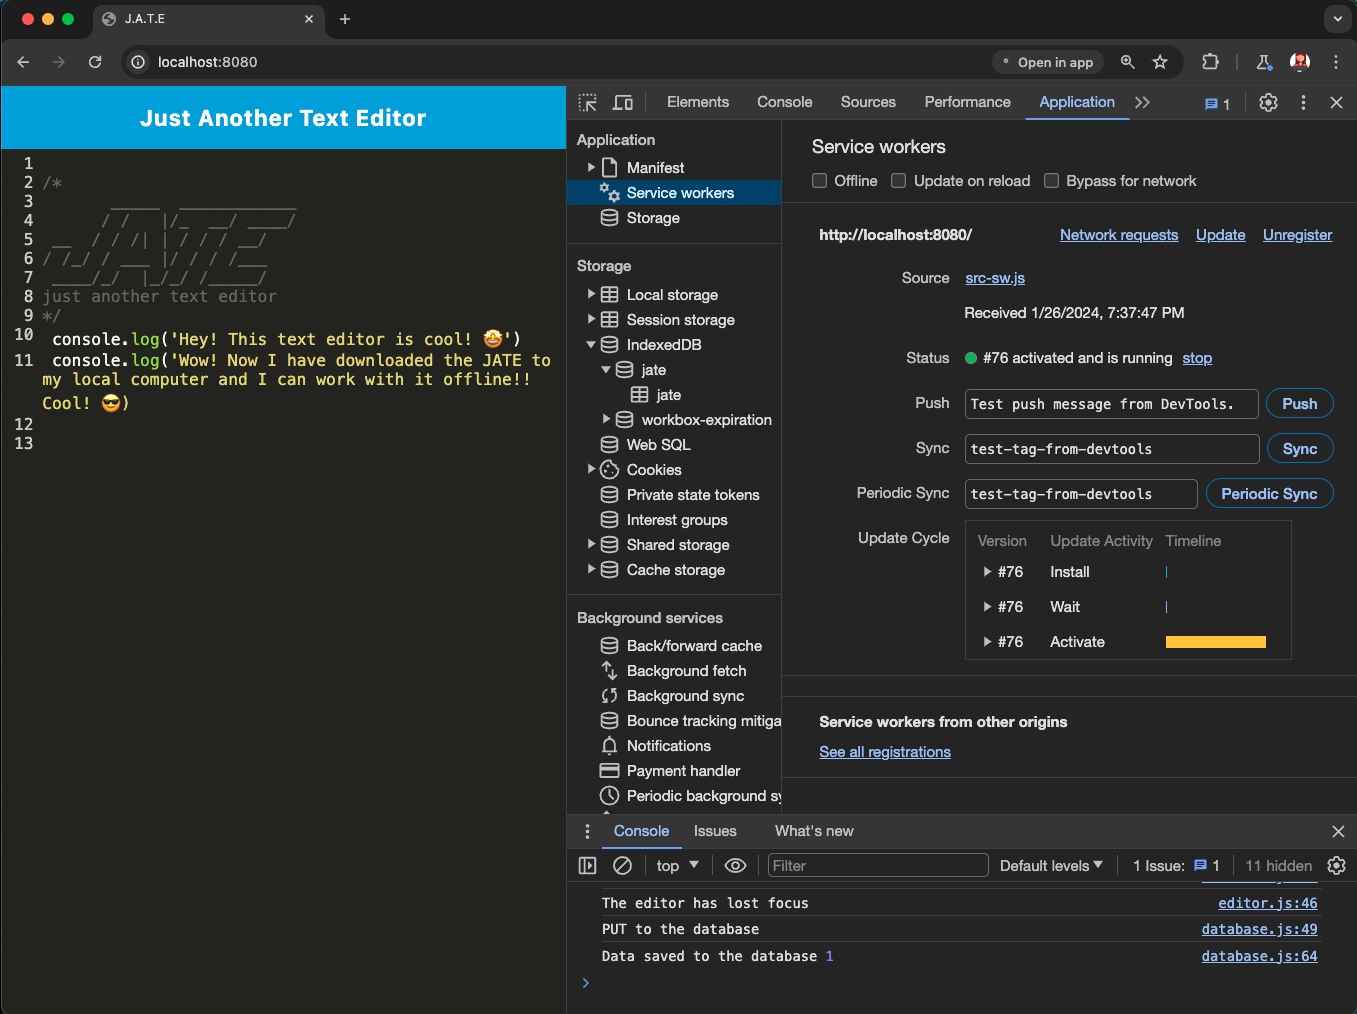 J.A.T.E
localhost:8080
Open in app
Just Another Text Editor
1
2 /*
3       _____  ____________
4      / /   |/_  __/ ____/
5  __  / / /| | / / / __/
6 / /_/ / ___ |/ / / /___
7  ____/_/  |_/_/ /_____/
8 just another text editor
9 */
10 console.log('Hey! This text editor is cool! 🤩')
11 console.log('Wow! Now I have downloaded the JATE to
my local computer and I can work with it offline!!
Cool! 😎)
12
13
Elements Console Sources Performance Application 1
Application
Manifest
Service workers
Storage
Storage
Local storage
Session storage
IndexedDB
jate
jate
workbox-expiration
Web SQL
Cookies
Private state tokens
Interest groups
Shared storage
Cache storage
Background services
Back/forward cache
Background fetch
Background sync
Bounce tracking mitiga
Notifications
Payment handler
Periodic background sy
Service workers
Offline Update on reload Bypass for network
http://localhost:8080/ Network requests Update Unregister
Source src-sw.js
Received 1/26/2024, 7:37:47 PM
Status #76 activated and is running stop
Push Test push message from DevTools. Push
Sync test-tag-from-devtools Sync
Periodic Sync test-tag-from-devtools Periodic Sync
Update Cycle Version Update Activity Timeline
#76 Install
#76 Wait
#76 Activate
Service workers from other origins
See all registrations
Console Issues What's new
top Filter Default levels 1 Issue: 1 11 hidden
The editor has lost focus editor.js:46
PUT to the database database.js:49
Data saved to the database 1 database.js:64